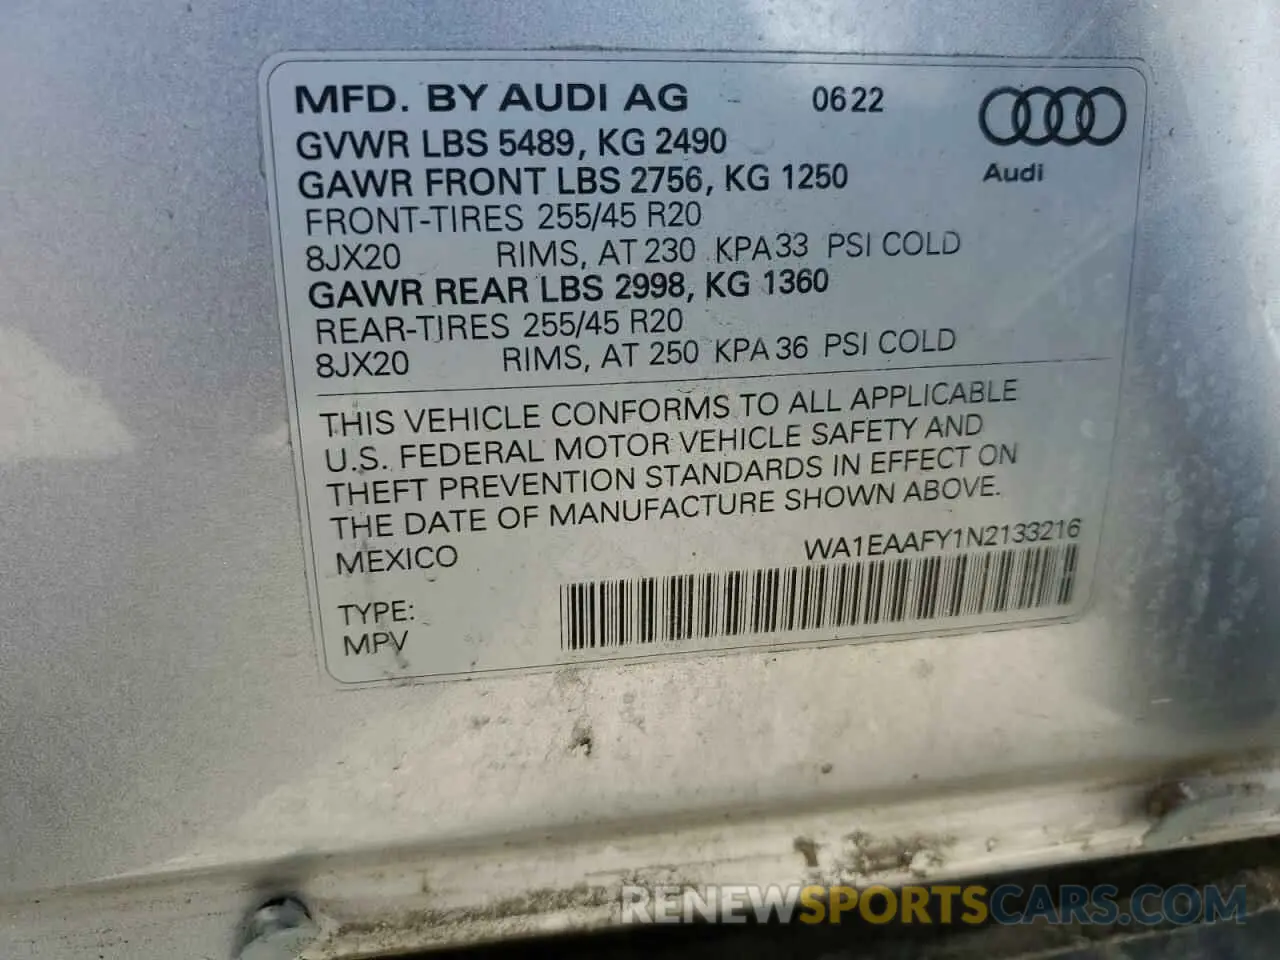 MFD. BY AUDI AG 0622
GVWR LBS 5489, KG 2490
GAWR FRONT LBS 2756, KG 1250
Audi
FRONT-TIRES 255/45 R20
8JX20 RIMS, AT 230 KPA 33 PSI COLD
GAWR REAR LBS 2998, KG 1360
REAR-TIRES 255/45 R20
8JX20 RIMS, AT 250 KPA 36 PSI COLD
THIS VEHICLE CONFORMS TO ALL APPLICABLE
U.S. FEDERAL MOTOR VEHICLE SAFETY AND
THEFT PREVENTION STANDARDS IN EFFECT ON
THE DATE OF MANUFACTURE SHOWN ABOVE.
MEXICO WA1EAAFY1N2133216
TYPE:
MPV
RENEWSPORTSCARS.COM